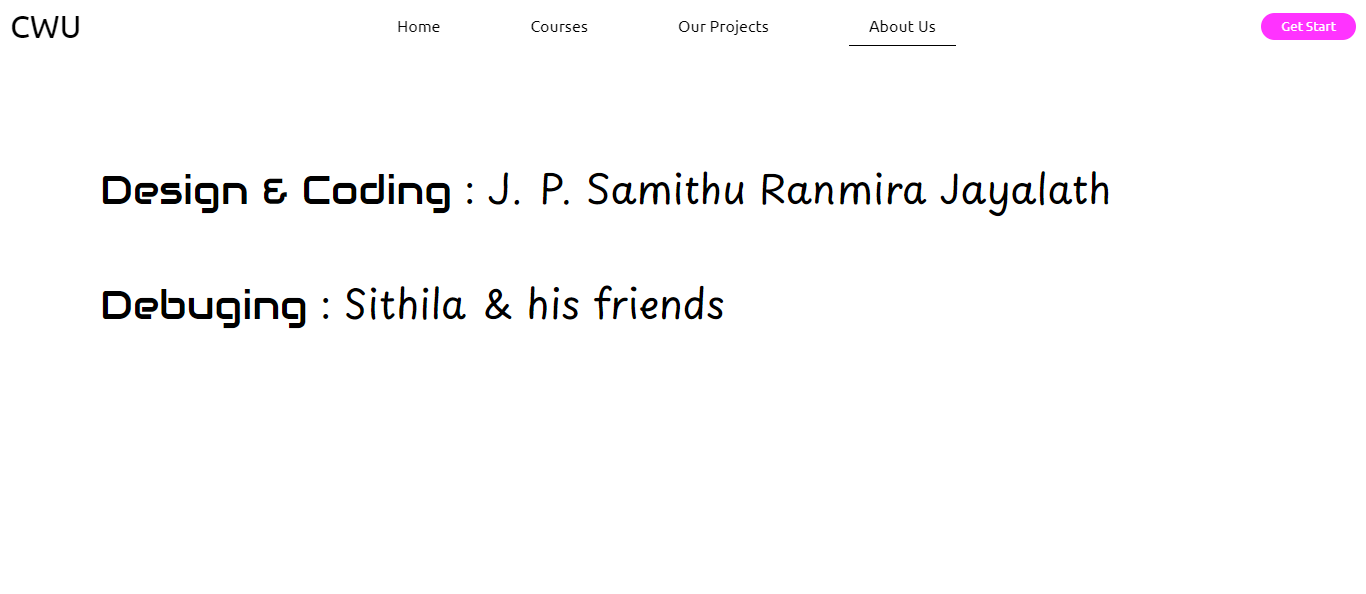 CWU Home Courses Our Projects About Us Get Start
Design & Coding : J. P. Samithu Ranmira Jayalath
Debuging : Sithila & his friends